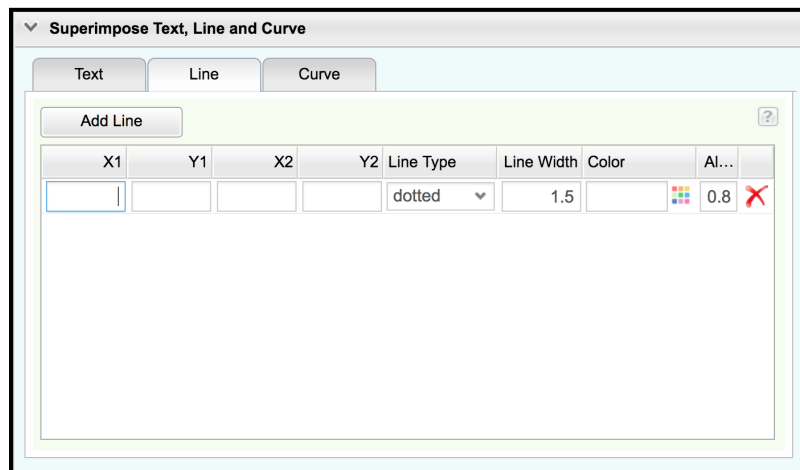 Superimpose Text, Line and Curve
Text Line Curve
Add Line ?
X1 Y1 X2 Y2 Line Type Line Width Color Al...
dotted 1.5 0.8